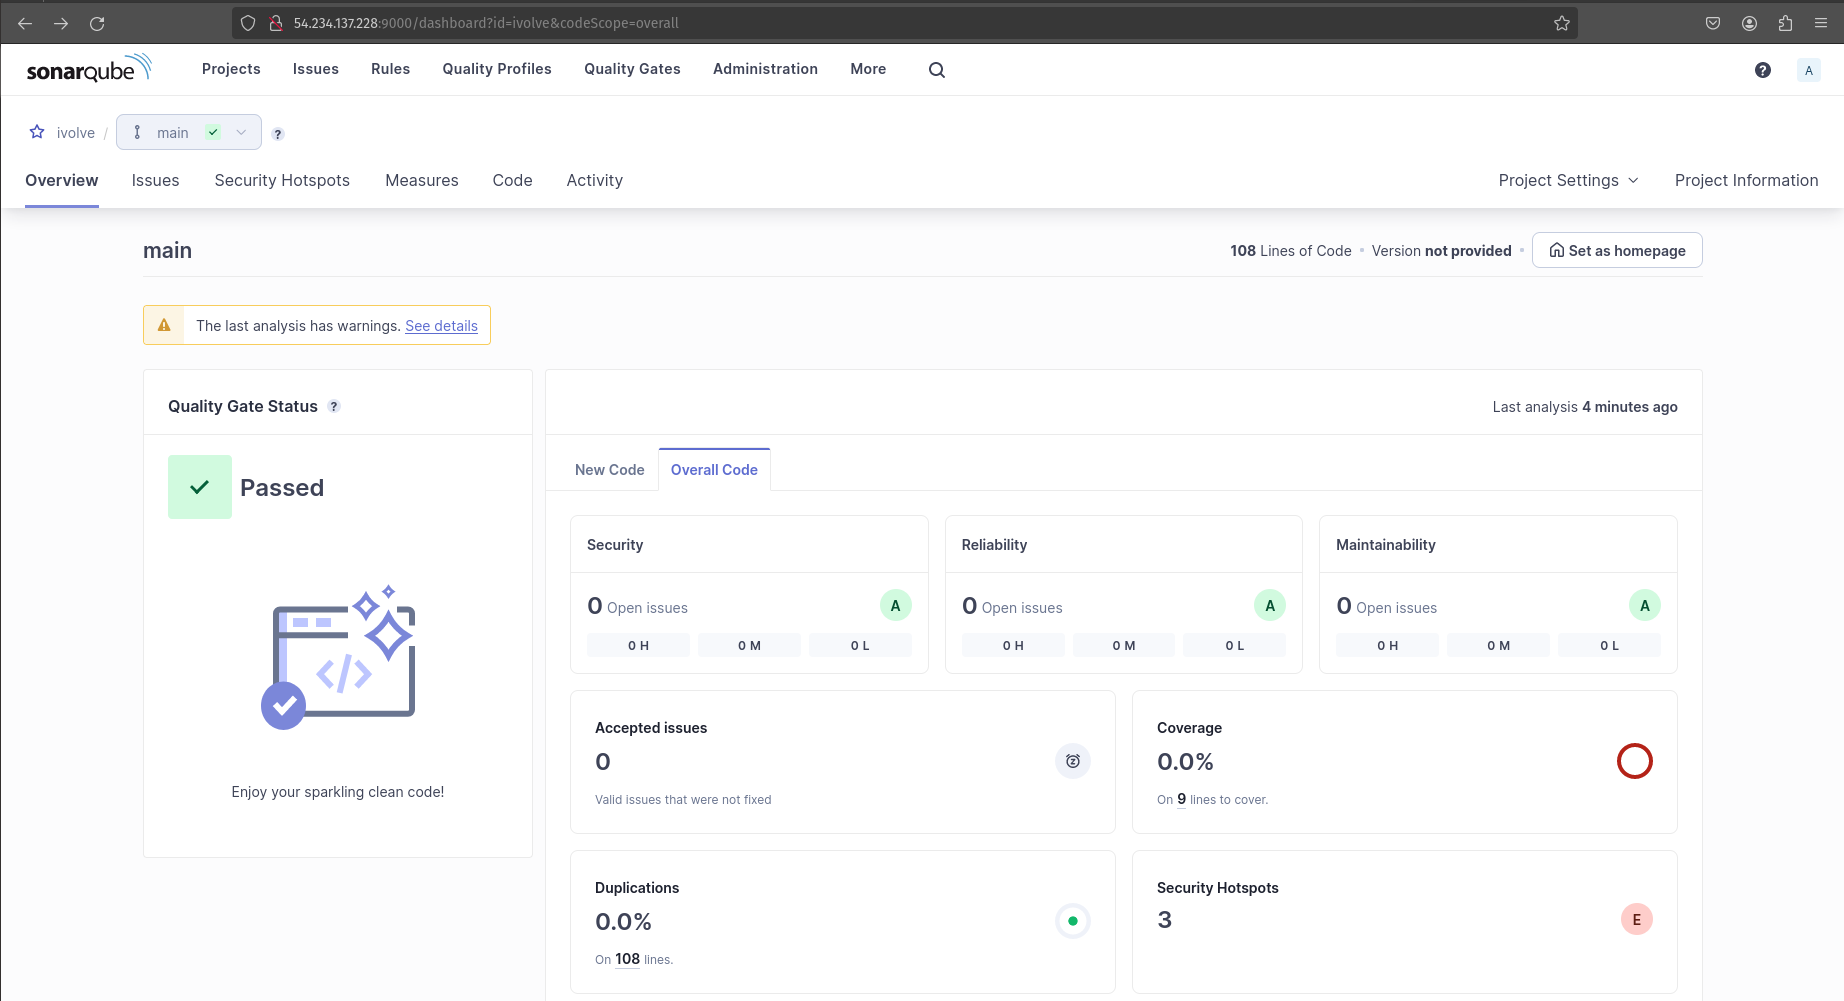 54.234.137.228:9000/dashboard?id=ivolve&codeScope=overall
sonarqube Projects Issues Rules Quality Profiles Quality Gates Administration More ? A
ivolve / main ?
Overview Issues Security Hotspots Measures Code Activity Project Settings Project Information
main 108 Lines of Code • Version not provided • Set as homepage
The last analysis has warnings. See details
Quality Gate Status ?
Passed
</>
Enjoy your sparkling clean code!
Last analysis 4 minutes ago
New Code Overall Code
Security
0 Open issues A
0 H 0 M 0 L
Reliability
0 Open issues A
0 H 0 M 0 L
Maintainability
0 Open issues A
0 H 0 M 0 L
Accepted issues
0
Valid issues that were not fixed
Coverage
0.0%
On 9 lines to cover.
Duplications
0.0%
On 108 lines.
Security Hotspots
3 E